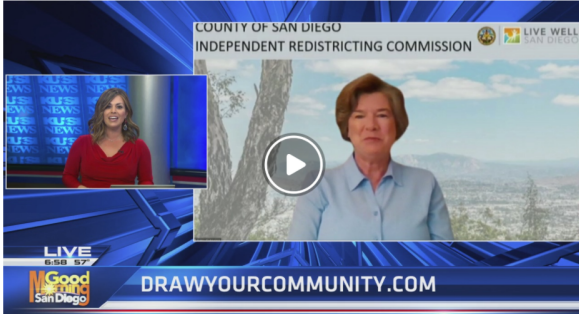 COUNTY OF SAN DIEGO
INDEPENDENT REDISTRICTING COMMISSION
LIVE WELL
SAN DIEGO
KUSI
NEWS
LIVE
6:58 57°
Good
Morning
San Diego
DRAWYOURCOMMUNITY.COM